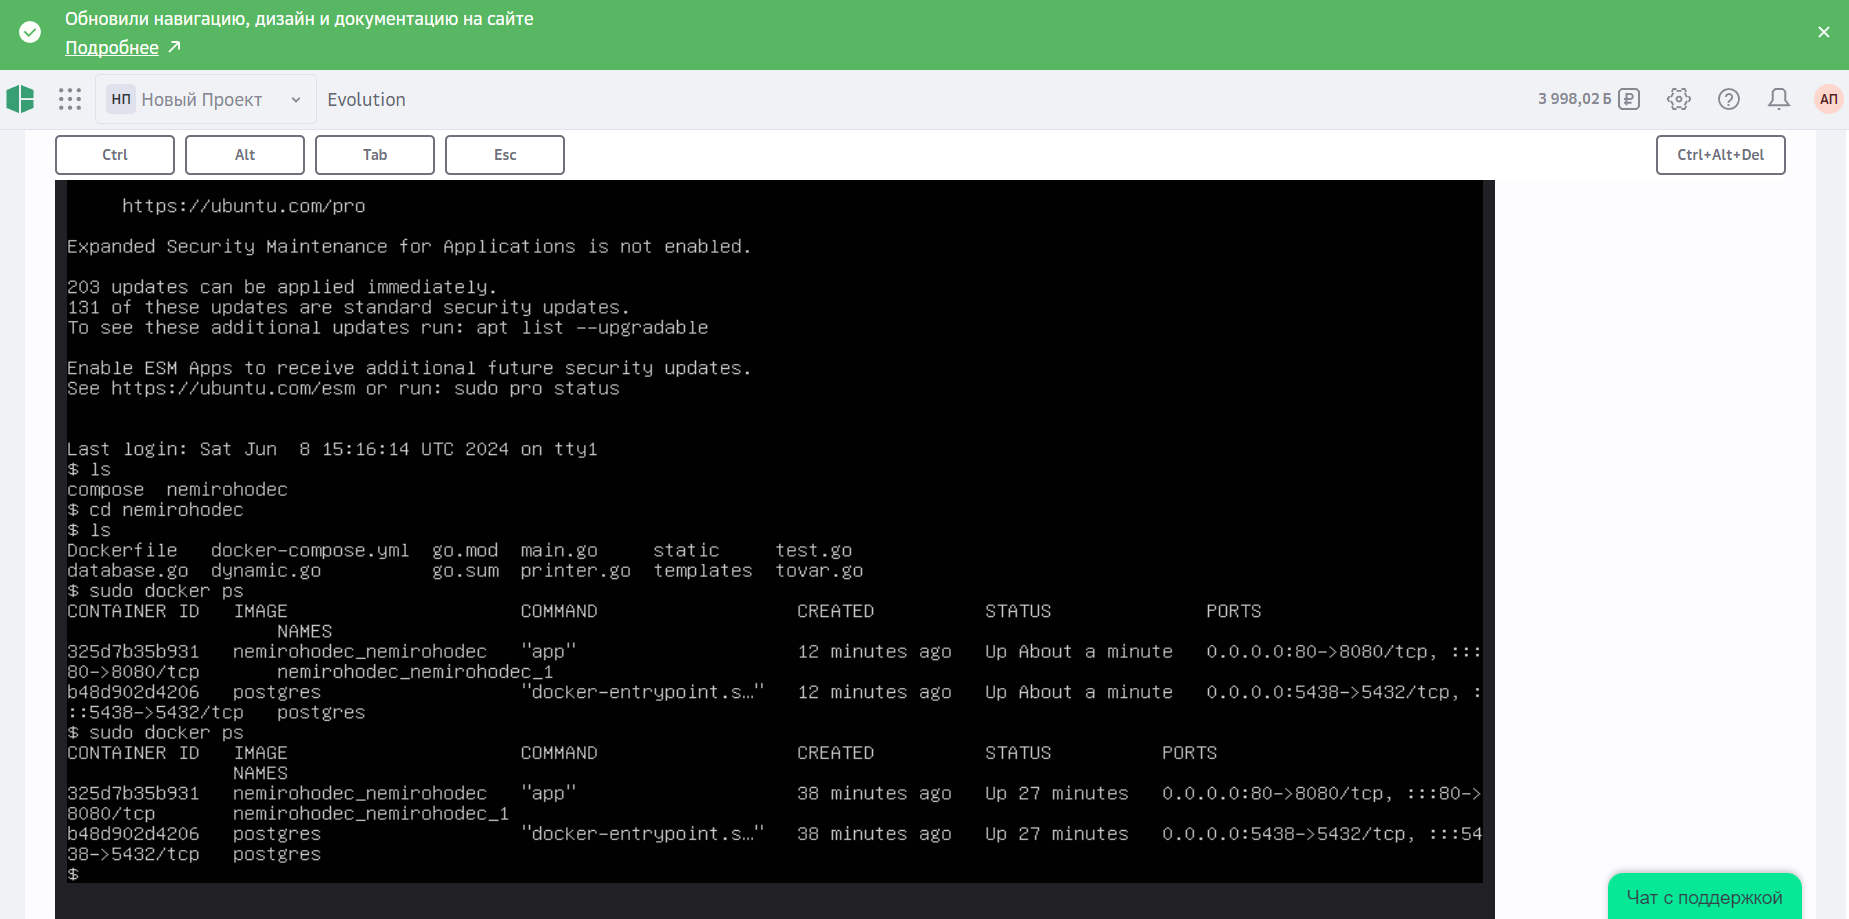 Обновили навигацию, дизайн и документацию на сайте
Подробнее
НП Новый Проект Evolution 3 998,02 Б АП
Ctrl Alt Tab Esc Ctrl+Alt+Del
https://ubuntu.com/pro
Expanded Security Maintenance for Applications is not enabled.
203 updates can be applied immediately.
131 of these updates are standard security updates.
To see these additional updates run: apt list --upgradable
Enable ESM Apps to receive additional future security updates.
See https://ubuntu.com/esm or run: sudo pro status
Last login: Sat Jun  8 15:16:14 UTC 2024 on tty1
$ ls
compose  nemirohodec
$ cd nemirohodec
$ ls
Dockerfile   docker-compose.yml  go.mod  main.go     static     test.go
database.go  dynamic.go          go.sum  printer.go  templates  tovar.go
$ sudo docker ps
CONTAINER ID   IMAGE                     COMMAND                  CREATED          STATUS              PORTS
                   NAMES
325d7b35b931   nemirohodec_nemirohodec   "app"                    12 minutes ago   Up About a minute   0.0.0.0:80->8080/tcp, :::
80->8080/tcp       nemirohodec_nemirohodec_1
b48d902d4206   postgres                  "docker-entrypoint.s…"   12 minutes ago   Up About a minute   0.0.0.0:5438->5432/tcp, :
::5438->5432/tcp   postgres
$ sudo docker ps
CONTAINER ID   IMAGE                     COMMAND                  CREATED          STATUS          PORTS
               NAMES
325d7b35b931   nemirohodec_nemirohodec   "app"                    38 minutes ago   Up 27 minutes   0.0.0.0:80->8080/tcp, :::80->
8080/tcp       nemirohodec_nemirohodec_1
b48d902d4206   postgres                  "docker-entrypoint.s…"   38 minutes ago   Up 27 minutes   0.0.0.0:5438->5432/tcp, :::54
38->5432/tcp   postgres
$
Чат с поддержкой